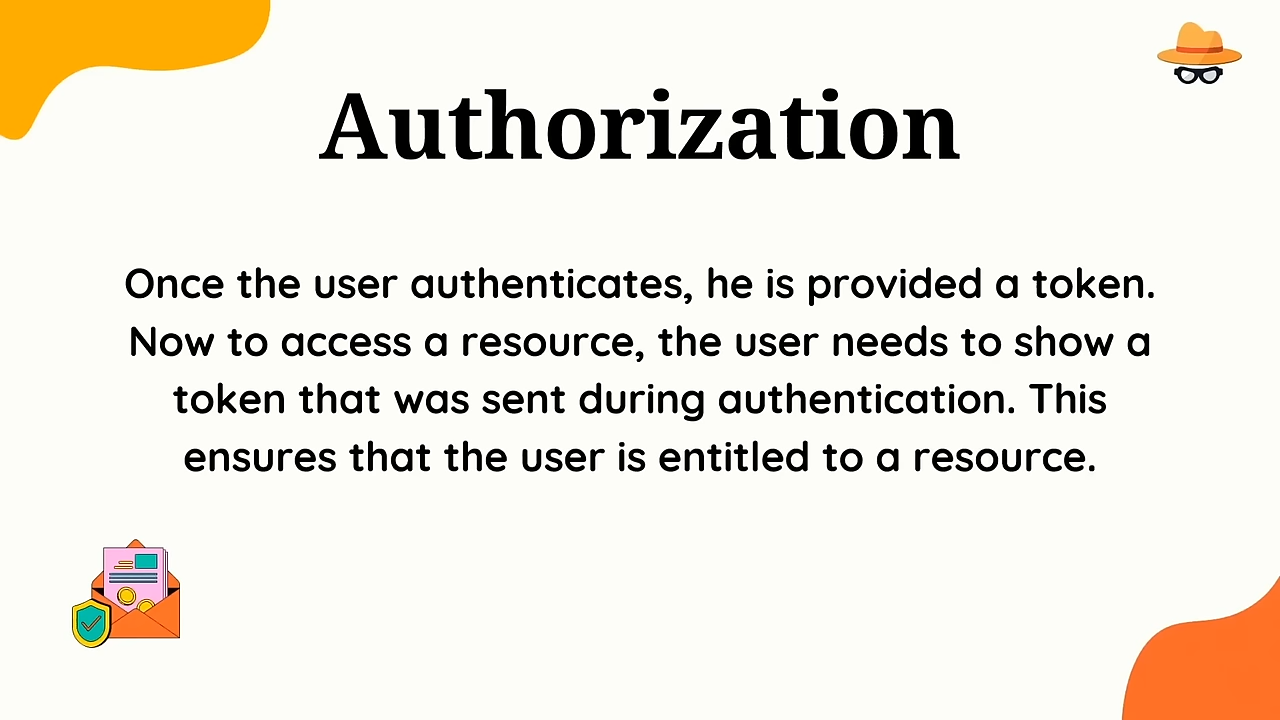 Authorization
Once the user authenticates, he is provided a token.
Now to access a resource, the user needs to show a
token that was sent during authentication. This
ensures that the user is entitled to a resource.